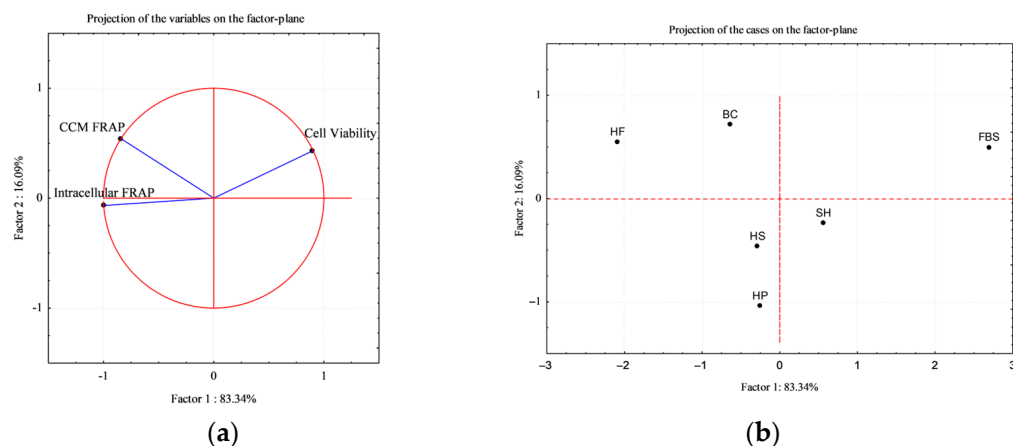 Projection of the variables on the factor-plane
1
CCM FRAP
Cell Viability
Intracellular FRAP
0
-1
Factor 2 : 16.09%
-1 0 1
Factor 1 : 83.34%
(a)
Projection of the cases on the factor-plane
1
HF
BC
FBS
0
SH
HS
HP
-1
Factor 2: 16.09%
−3 −2 −1 0 1 2 3
Factor 1: 83.34%
(b)